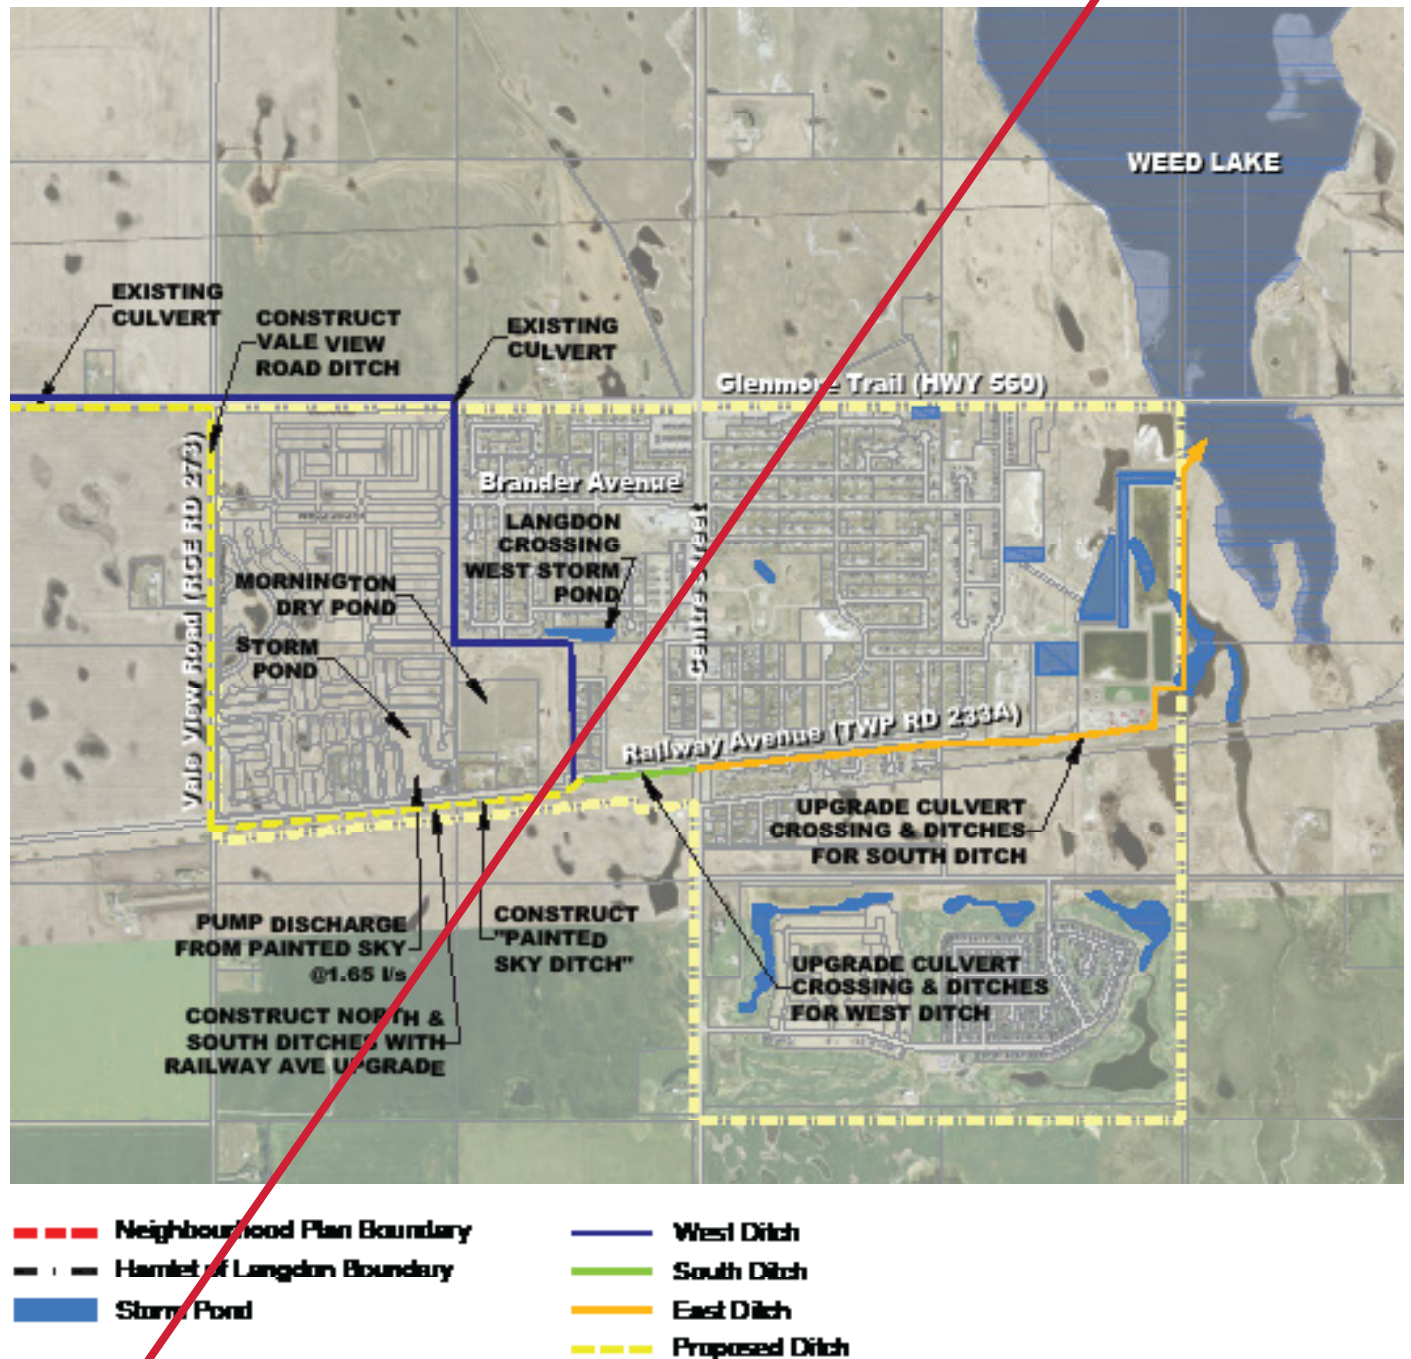 WEED LAKE
EXISTING
CULVERT
CONSTRUCT
VALE VIEW
ROAD DITCH
EXISTING
CULVERT
Glenmore Trail (HWY 560)
Vale View Road (RGE RD 273)
Brander Avenue
Centre Street
LANGDON
CROSSING
WEST STORM
POND
MORNINGTON
DRY POND
STORM
POND
Railway Avenue (TWP RD 233A)
UPGRADE CULVERT
CROSSING & DITCHES
FOR SOUTH DITCH
PUMP DISCHARGE
FROM PAINTED SKY
@1.65 l/s
CONSTRUCT
"PAINTED
SKY DITCH"
UPGRADE CULVERT
CROSSING & DITCHES
FOR WEST DITCH
CONSTRUCT NORTH &
SOUTH DITCHES WITH
RAILWAY AVE UPGRADE
Neighbourhood Plan Boundary
Hamlet of Langdon Boundary
Storm Pond
West Ditch
South Ditch
East Ditch
Proposed Ditch